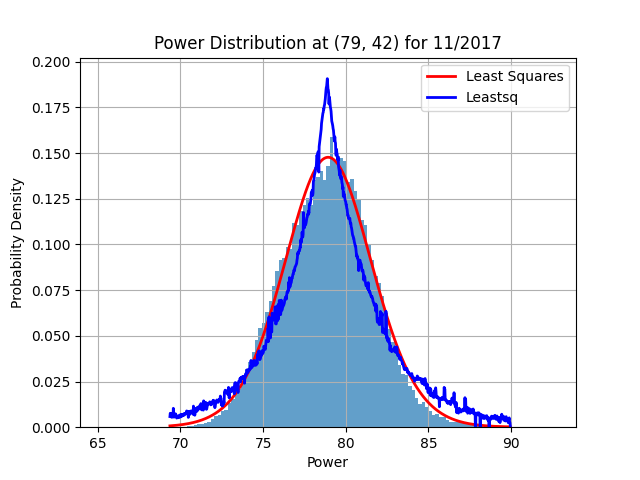 Power Distribution at (79, 42) for 11/2017
Least Squares
Leastsq
Probability Density
0.200
0.175
0.150
0.125
0.100
0.075
0.050
0.025
0.000
65 70 75 80 85 90
Power